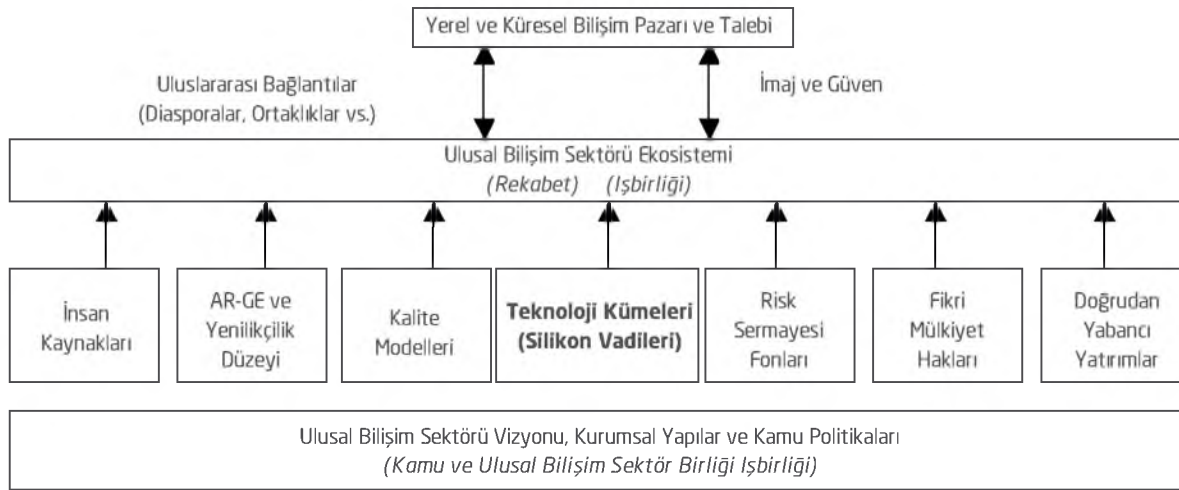 Yerel ve Küresel Bilişim Pazarı ve Talebi
Uluslararası Bağlantılar
(Diasporalar, Ortaklıklar vs.)
İmaj ve Güven
Ulusal Bilişim Sektörü Ekosistemi
(Rekabet) (Işbirliği)
İnsan
Kaynakları
AR-GE ve
Yenilikçilik
Düzeyi
Kalite
Modelleri
Teknoloji Kümeleri
(Silikon Vadileri)
Risk
Sermayesi
Fonları
Fikri
Mülkiyet
Hakları
Doğrudan
Yabancı
Yatırımlar
Ulusal Bilişim Sektörü Vizyonu, Kurumsal Yapılar ve Kamu Politikaları
(Kamu ve Ulusal Bilişim Sektör Birliği Işbirliği)